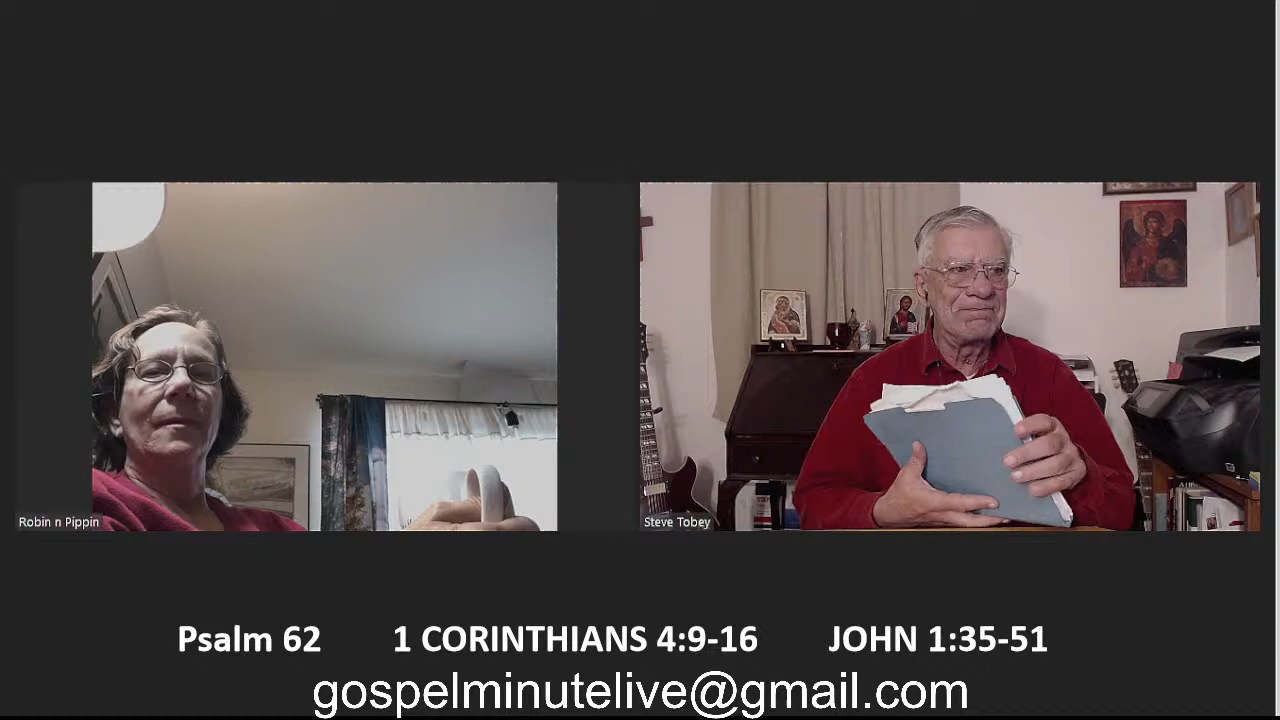 Robin n Pippin
Steve Tobey
Psalm 62 1 CORINTHIANS 4:9-16 JOHN 1:35-51
gospelminutelive@gmail.com